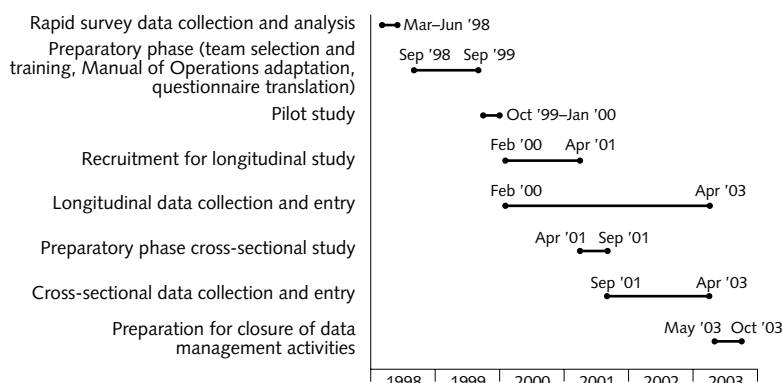 Rapid survey data collection and analysis
Mar–Jun ’98
Preparatory phase (team selection and
training, Manual of Operations adaptation,
questionnaire translation)
Sep ’98 Sep ’99
Pilot study
Oct ’99–Jan ’00
Recruitment for longitudinal study
Feb ’00 Apr ’01
Longitudinal data collection and entry
Feb ’00 Apr ’03
Preparatory phase cross-sectional study
Apr ’01 Sep ’01
Cross-sectional data collection and entry
Sep ’01 Apr ’03
Preparation for closure of data
management activities
May ’03 Oct ’03
1998 1999 2000 2001 2002 2003